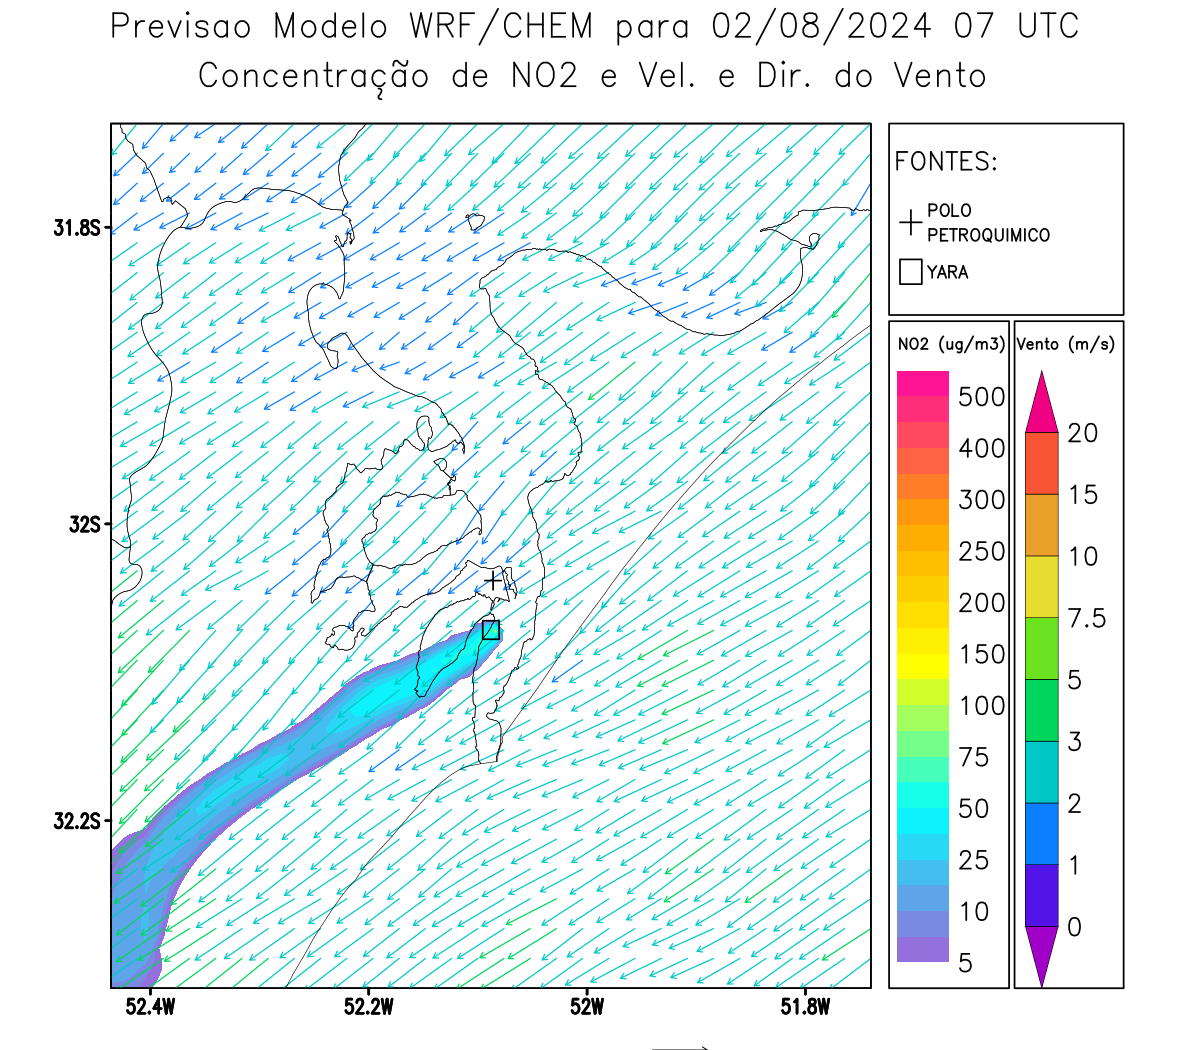 Previsao Modelo WRF/CHEM para 02/08/2024 07 UTC
Concentração de NO2 e Vel. e Dir. do Vento
FONTES:
POLO
PETROQUIMICO
YARA
NO2 (ug/m3)
500
400
300
250
200
150
100
75
50
25
10
5
Vento (m/s)
20
15
10
7.5
5
3
2
1
0
31.8S
32S
32.2S
52.4W
52.2W
52W
51.8W